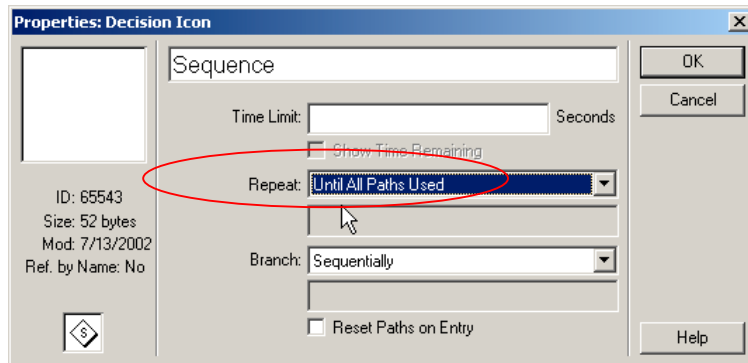 Properties: Decision Icon
Sequence
OK
Cancel
Time Limit:
Seconds
Show Time Remaining
Repeat: Until All Paths Used
ID: 65543
Size: 52 bytes
Mod: 7/13/2002
Ref. by Name: No
Branch: Sequentially
Reset Paths on Entry
S
Help